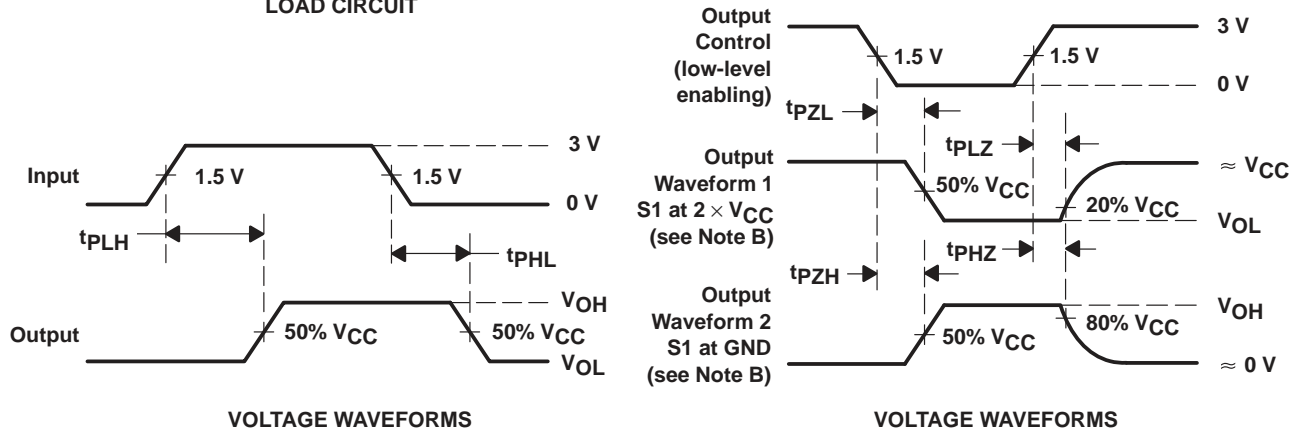 LOAD CIRCUIT
Input
1.5 V
1.5 V
3 V
0 V
tPLH
tPHL
Output
50% VCC
VOH
50% VCC
VOL
VOLTAGE WAVEFORMS
Output
Control
(low-level
enabling)
1.5 V
1.5 V
3 V
0 V
tPZL
tPLZ
Output
Waveform 1
S1 at 2 × VCC
(see Note B)
50% VCC
20% VCC
≈ VCC
VOL
tPZH
tPHZ
Output
Waveform 2
S1 at GND
(see Note B)
50% VCC
80% VCC
VOH
≈ 0 V
VOLTAGE WAVEFORMS